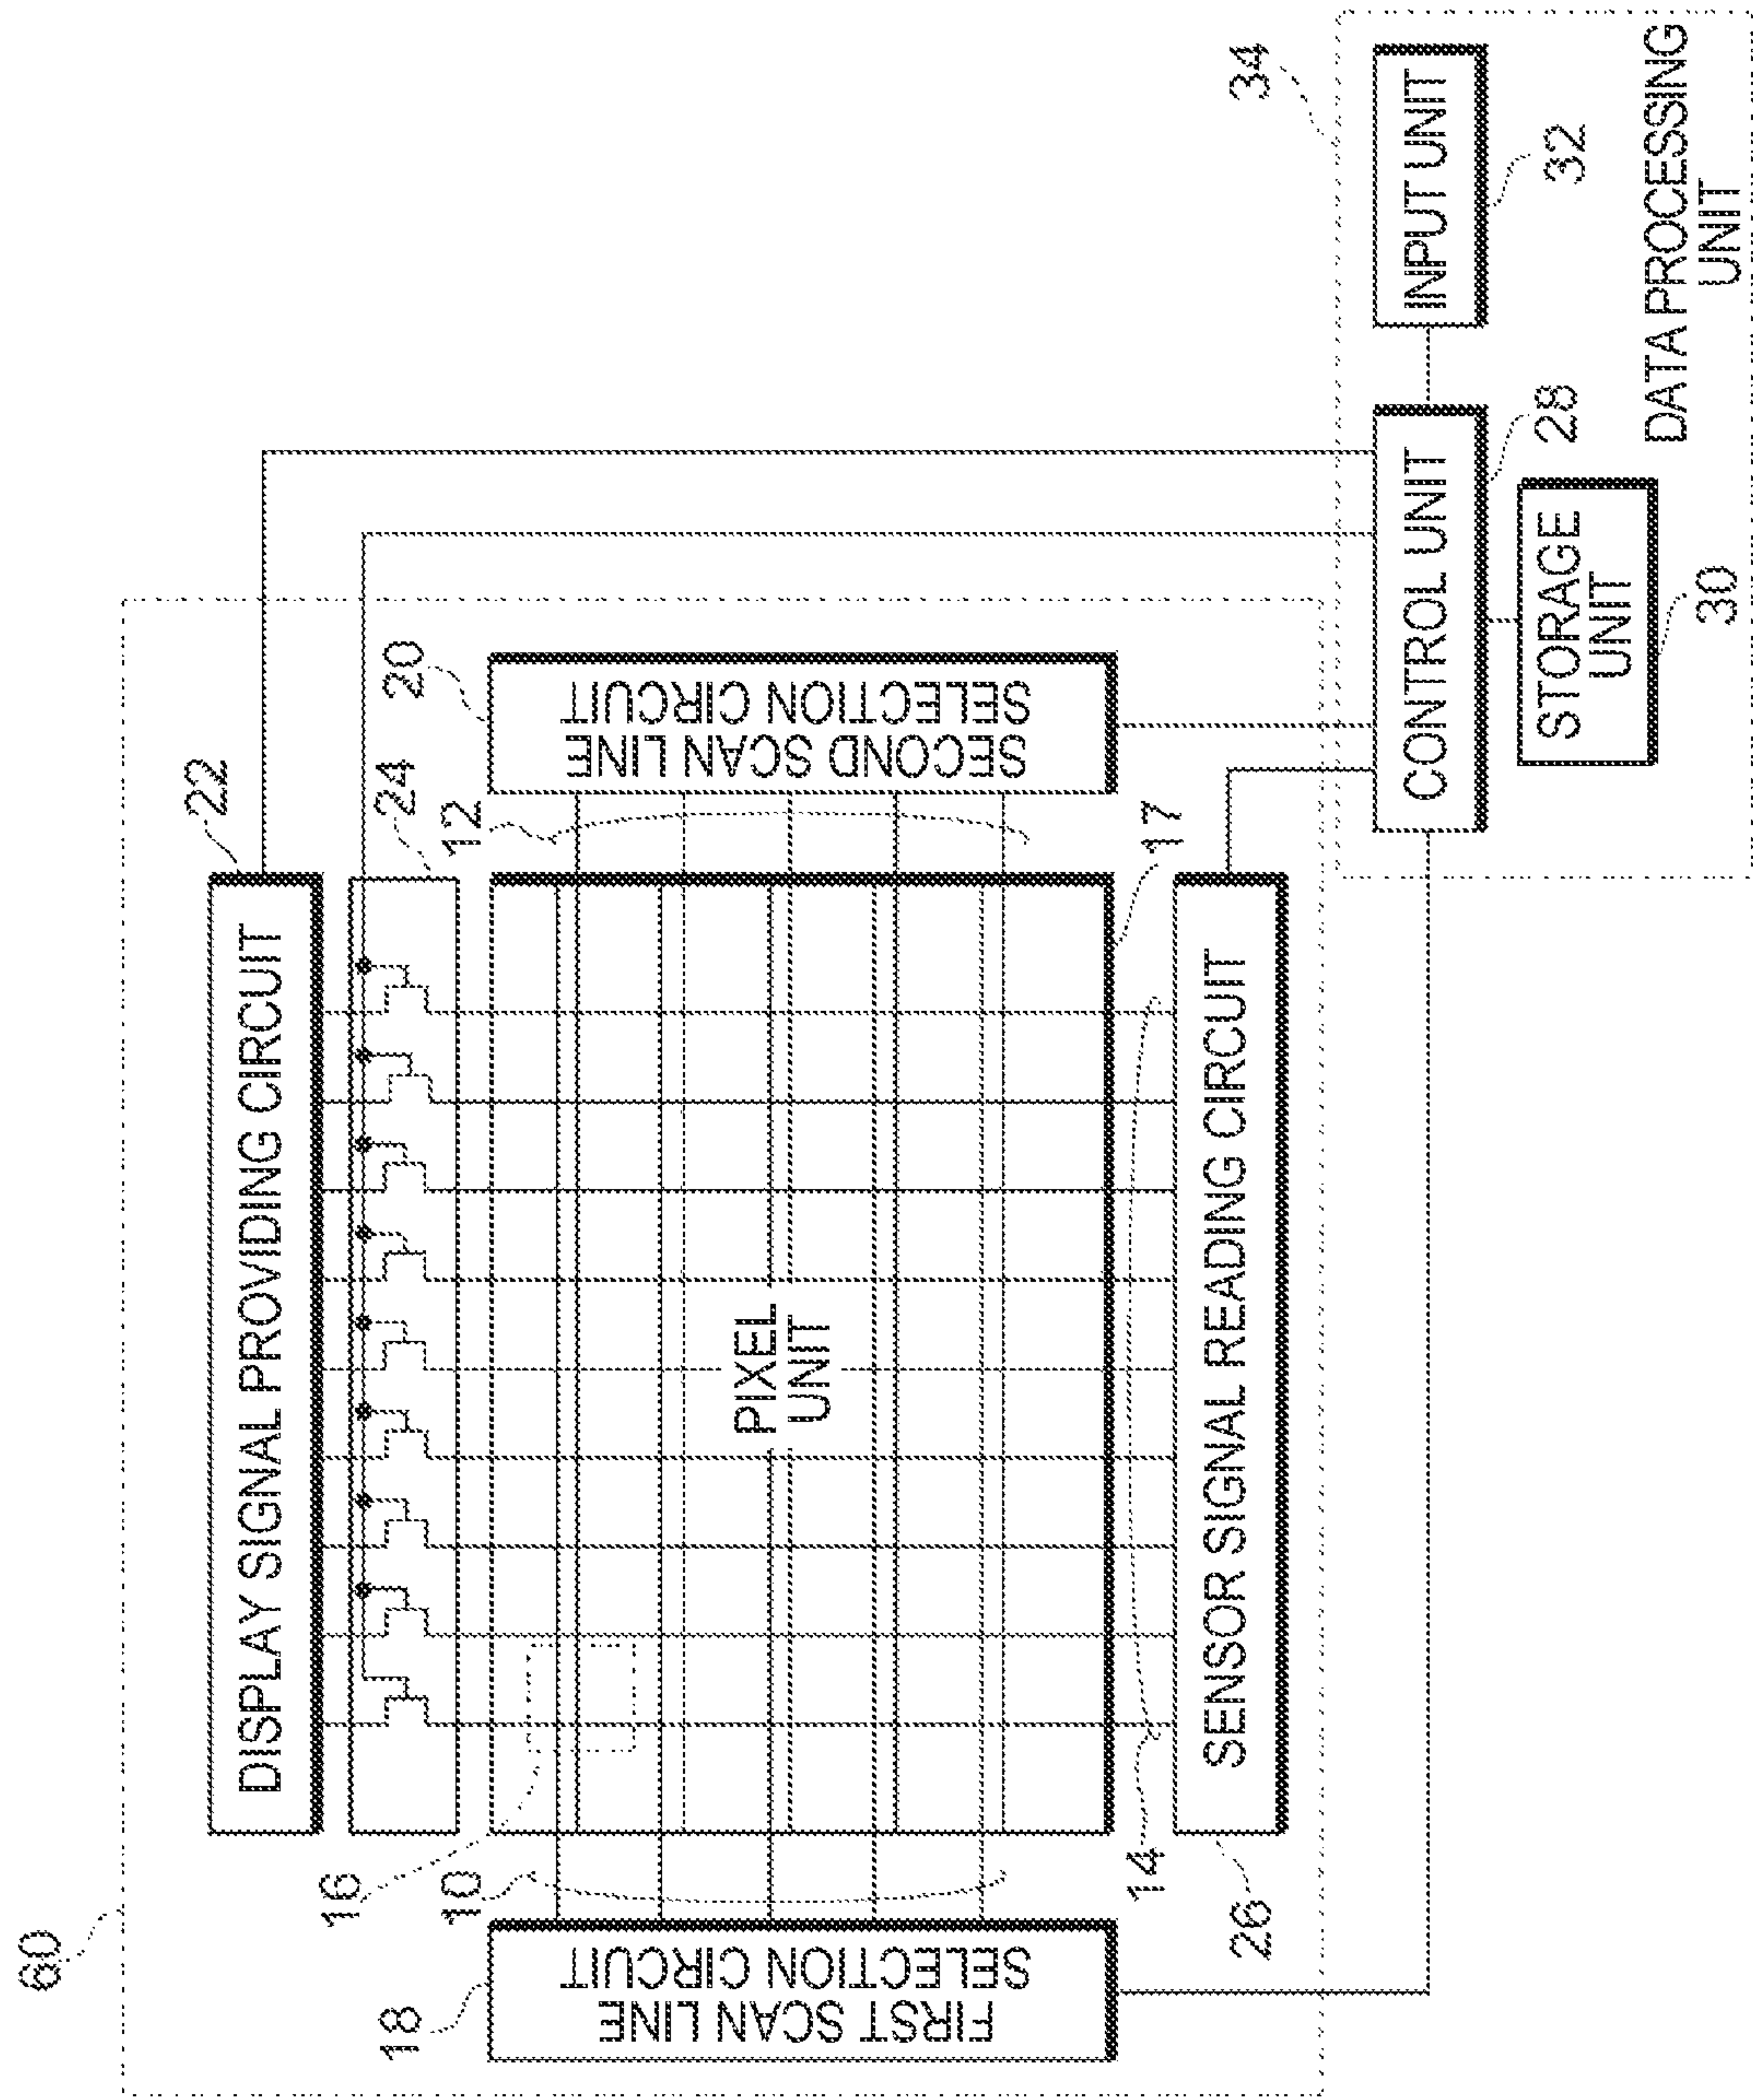 60
22
DISPLAY SIGNAL PROVIDING CIRCUIT
24
16
10
12
20
18
FIRST SCAN LINE
SELECTION CIRCUIT
PIXEL
UNIT
SECOND SCAN LINE
SELECTION CIRCUIT
14
17
26
SENSOR SIGNAL READING CIRCUIT
34
CONTROL UNIT
28
INPUT UNIT
32
STORAGE
UNIT
30
DATA PROCESSING
UNIT